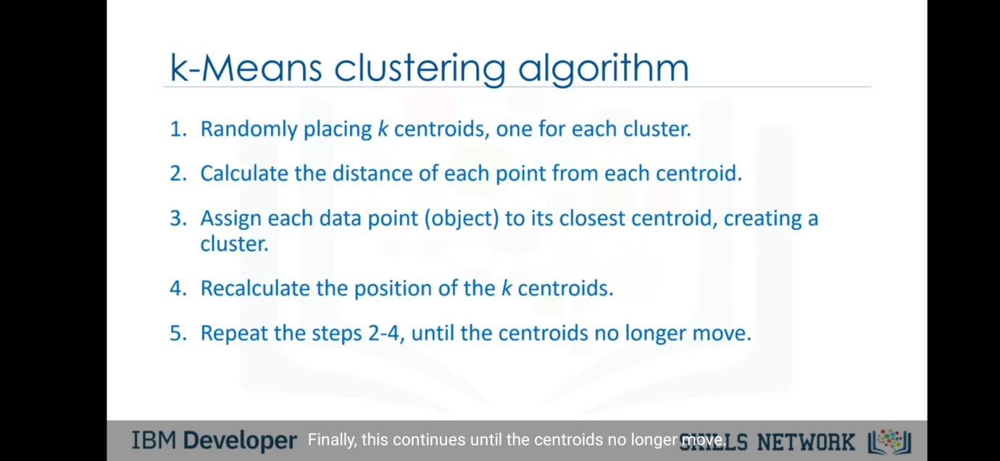 k-Means clustering algorithm
1. Randomly placing k centroids, one for each cluster.
2. Calculate the distance of each point from each centroid.
3. Assign each data point (object) to its closest centroid, creating a
cluster.
4. Recalculate the position of the k centroids.
5. Repeat the steps 2-4, until the centroids no longer move.
IBM Developer
Finally, this continues until the centroids no longer move.
SKILLS NETWORK